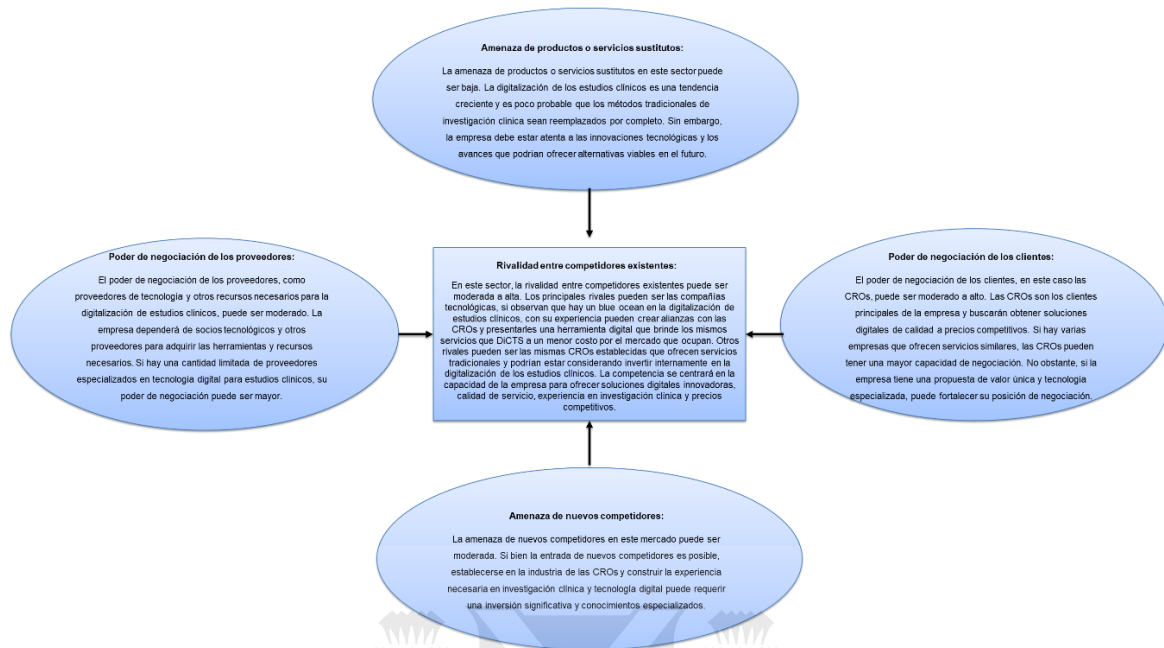 Amenaza de productos o servicios sustitutos:
La amenaza de productos o servicios sustitutos en este sector puede
ser baja. La digitalización de los estudios clínicos es una tendencia
creciente y es poco probable que los métodos tradicionales de
investigación clínica sean reemplazados por completo. Sin embargo,
la empresa debe estar atenta a las innovaciones tecnológicas y los
avances que podrían ofrecer alternativas viables en el futuro.
Poder de negociación de los proveedores:
El poder de negociación de los proveedores, como
proveedores de tecnología y otros recursos necesarios para la
digitalización de estudios clínicos, puede ser moderado. La
empresa dependerá de socios tecnológicos y otros
proveedores para adquirir las herramientas y recursos
necesarios. Si hay una cantidad limitada de proveedores
especializados en tecnología digital para estudios clínicos, su
poder de negociación puede ser mayor.
Rivalidad entre competidores existentes:
En este sector, la rivalidad entre competidores existentes puede ser
moderada a alta. Los principales rivales pueden ser las compañías
tecnológicas, si observan que hay un blue ocean en la digitalización de
estudios clínicos, con su experiencia pueden crear alianzas con las
CROs y presentarles una herramienta digital que brinde los mismos
servicios que DiCTS a un menor costo por el mercado que ocupan. Otros
rivales pueden ser las mismas CROs establecidas que ofrecen servicios
tradicionales y podrían estar considerando invertir internamente en la
digitalización de los estudios clínicos. La competencia se centrará en la
capacidad de la empresa para ofrecer soluciones digitales innovadoras,
calidad de servicio, experiencia en investigación clínica y precios
competitivos.
Poder de negociación de los clientes:
El poder de negociación de los clientes, en este caso las
CROs, puede ser moderado a alto. Las CROs son los clientes
principales de la empresa y buscarán obtener soluciones
digitales de calidad a precios competitivos. Si hay varias
empresas que ofrecen servicios similares, las CROs pueden
tener una mayor capacidad de negociación. No obstante, si la
empresa tiene una propuesta de valor única y tecnología
especializada, puede fortalecer su posición de negociación.
Amenaza de nuevos competidores:
La amenaza de nuevos competidores en este mercado puede ser
moderada. Si bien la entrada de nuevos competidores es posible,
establecerse en la industria de las CROs y construir la experiencia
necesaria en investigación clínica y tecnología digital puede requerir
una inversión significativa y conocimientos especializados.